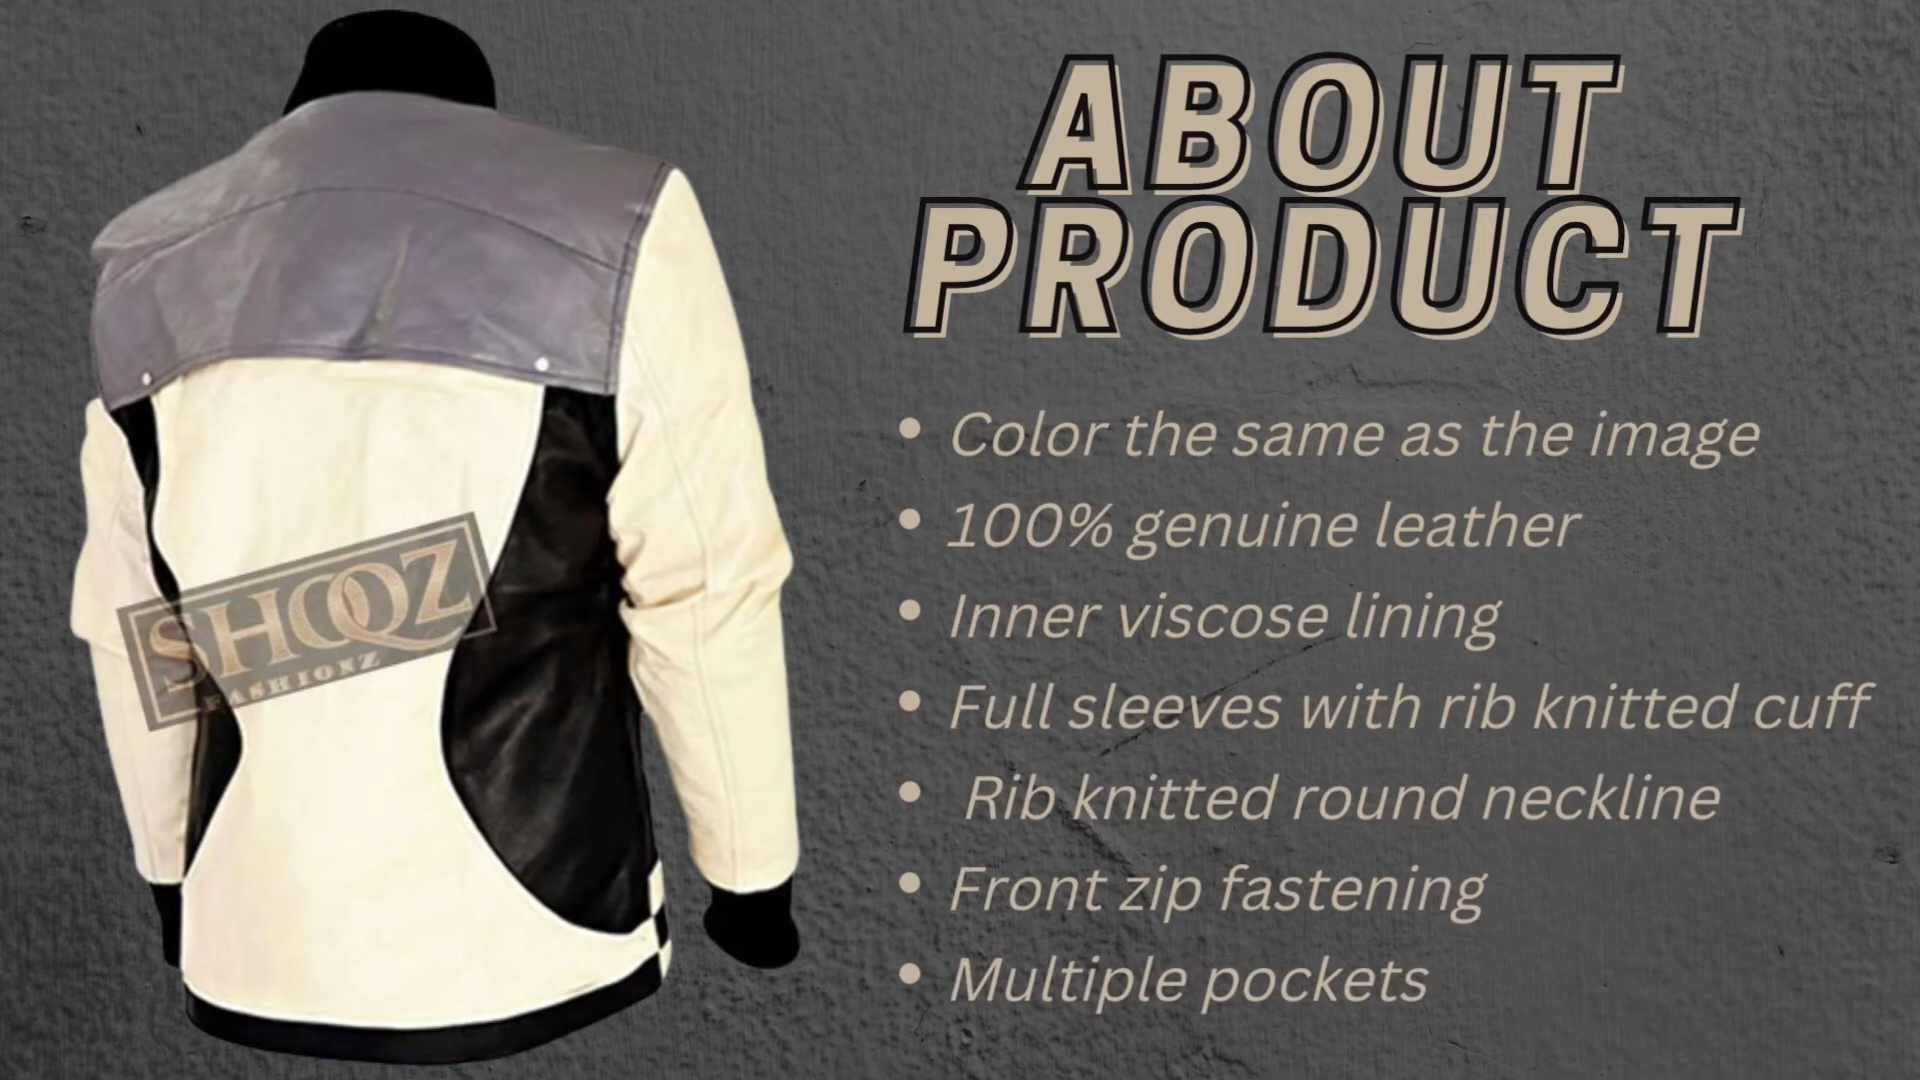 ABOUT
PRODUCT
• Color the same as the image
• 100% genuine leather
• Inner viscose lining
• Full sleeves with rib knitted cuff
• Rib knitted round neckline
• Front zip fastening
• Multiple pockets
SHOQZ
FASHIONZ